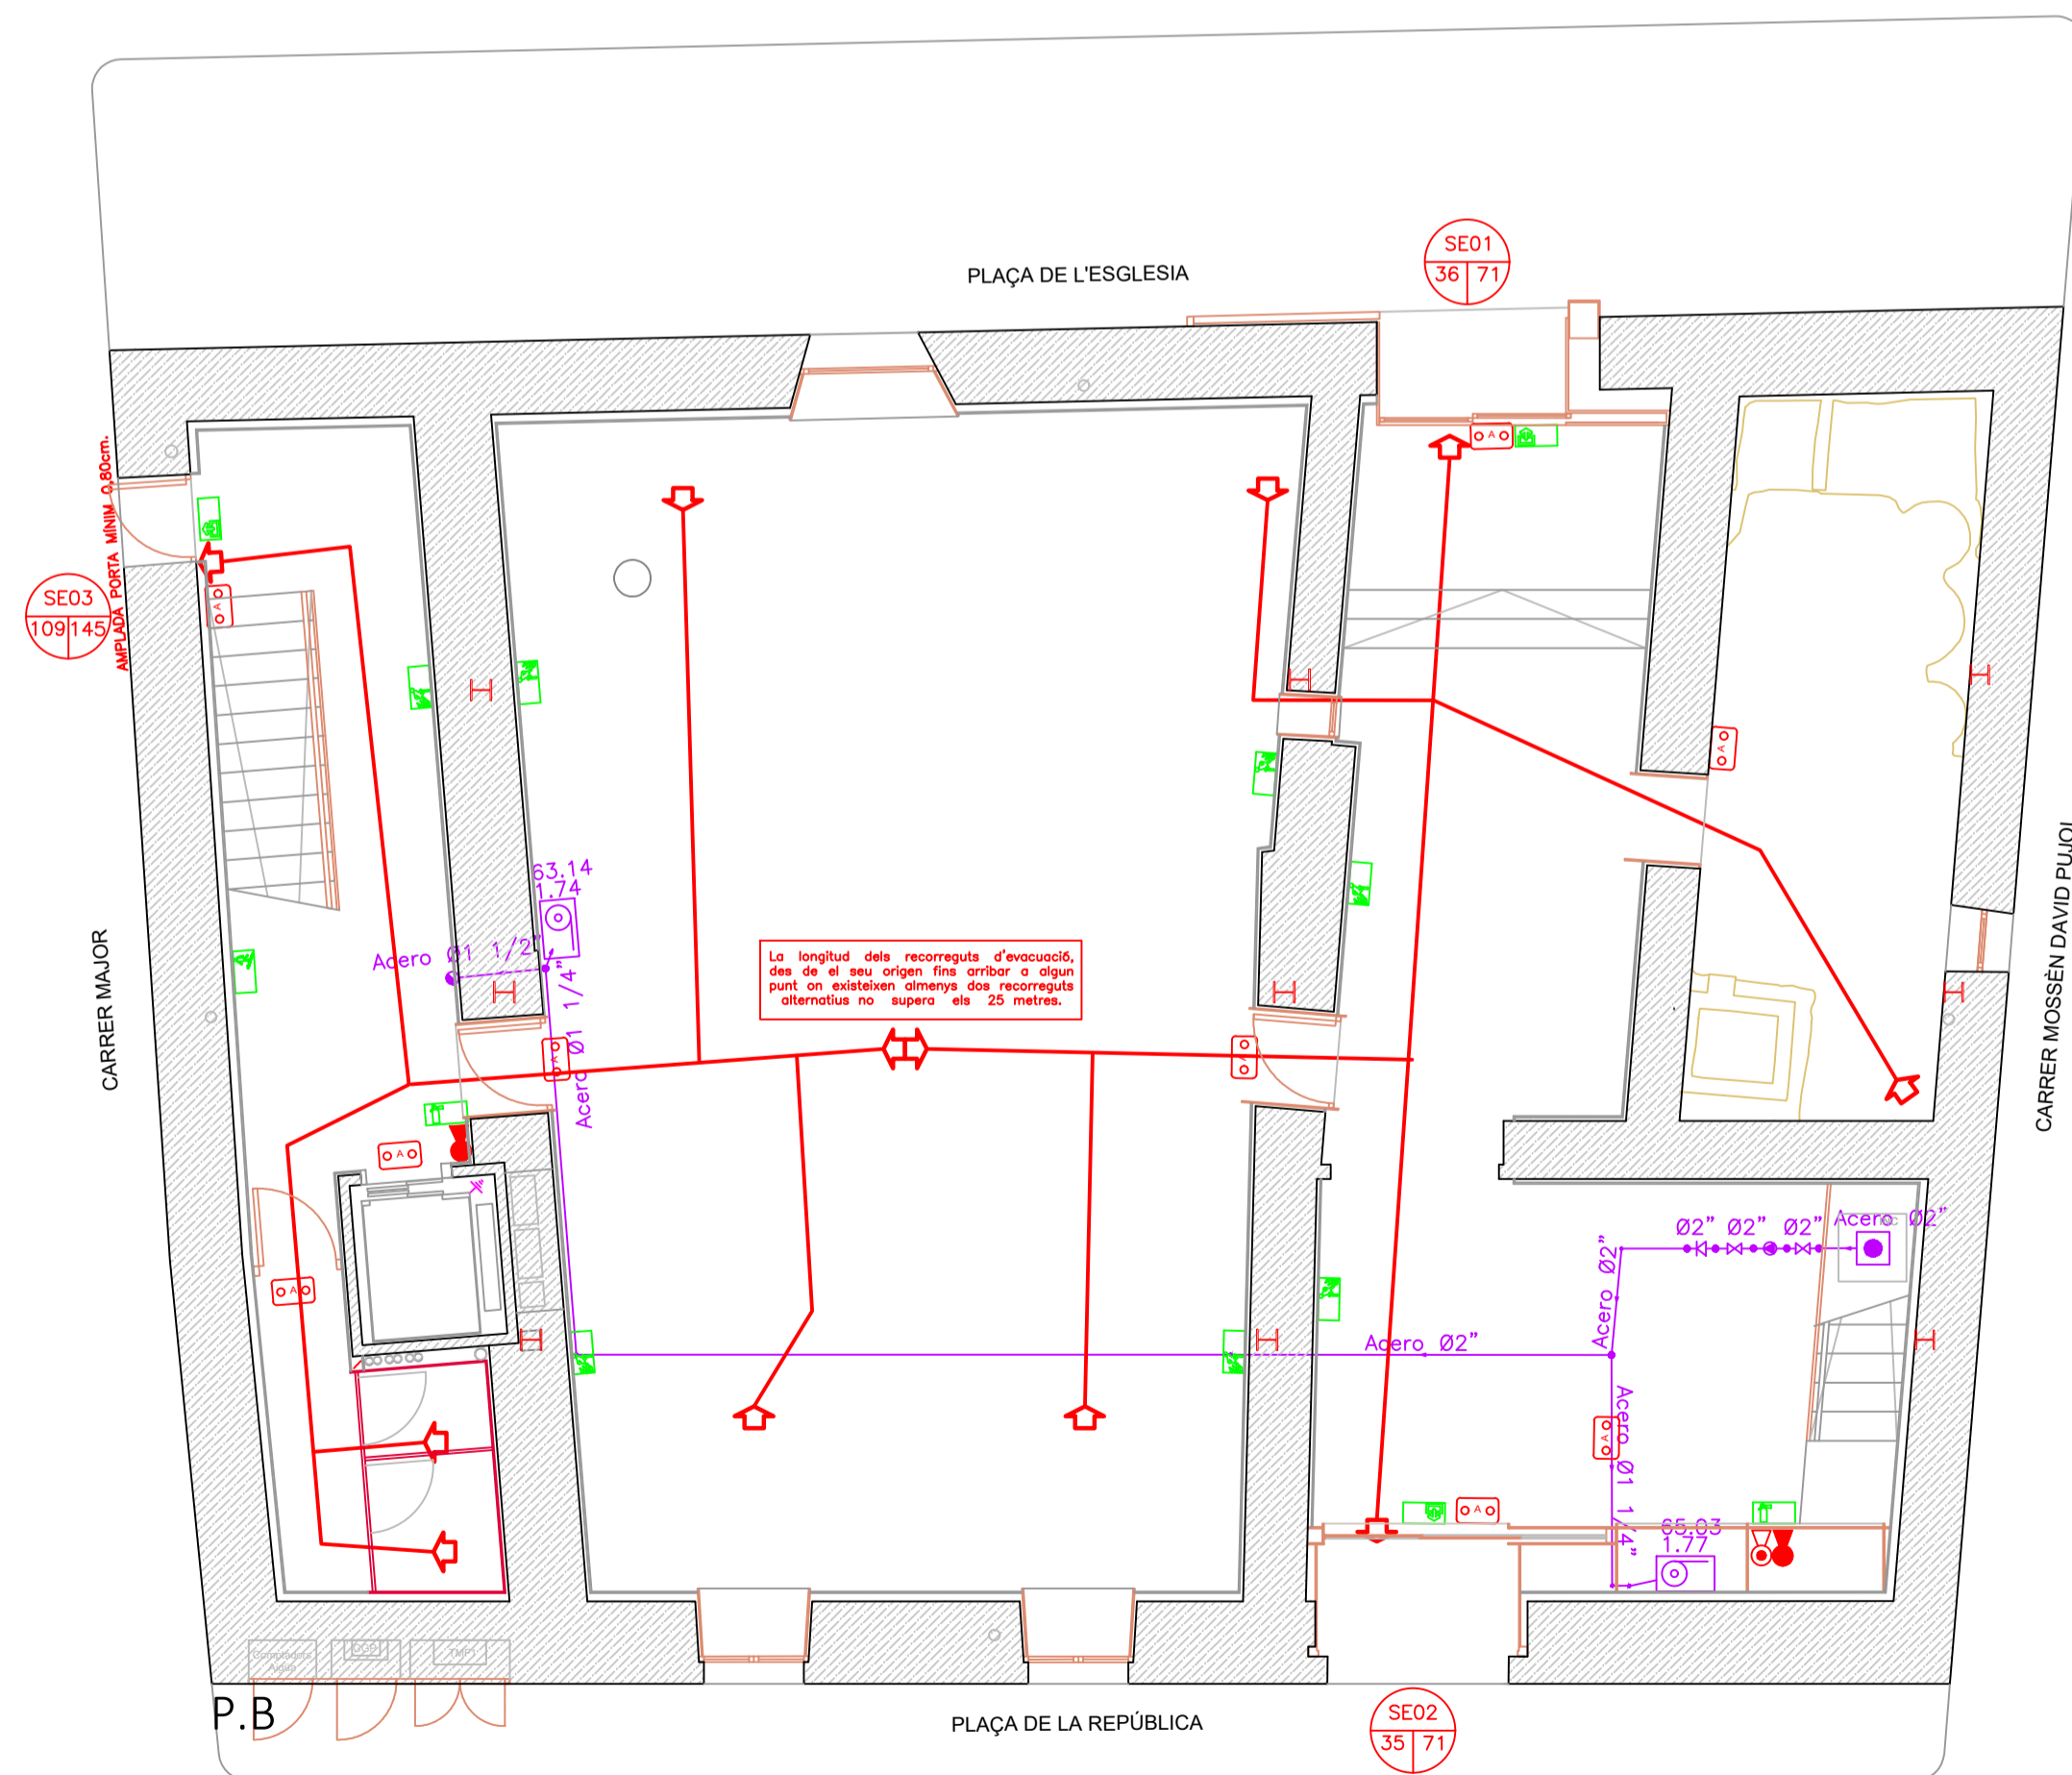 PLAÇA DE L'ESGLESIA
SE01
36 71
A
AMPLADA PORTA MÍNIM 0,80cm.
SE03
109 145
A
A
63.14
1.74
Acero Ø1 1/2"
Acero Ø1 1/4"
La longitud dels recorreguts d'evacuació,
des de el seu origen fins arribar a algun
punt on existeixen almenys dos recorreguts
alternatius no supera els 25 metres.
CARRER MAJOR
CARRER MOSSÈN DAVID PUJOL
A
A
A
A
Ø2" Ø2" Ø2" Acero Ø2"
Acero Ø2"
Acero Ø2"
Acero Ø1 1/4"
A
A
65.03
1.77
Comptadors
Aigua
CGP
TMF1
P.B
PLAÇA DE LA REPÚBLICA
SE02
35 71